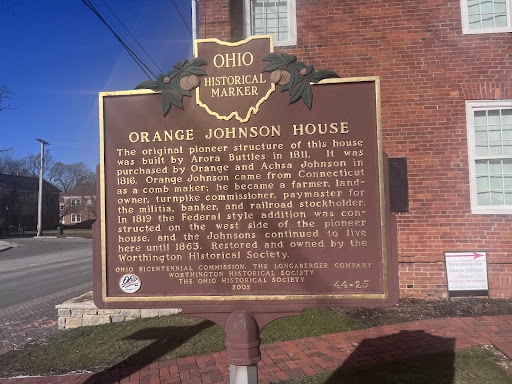 OHIO
HISTORICAL
MARKER
ORANGE JOHNSON HOUSE
The original pioneer structure of this house
was built by Arora Buttles in 1811. It was
purchased by Orange and Achsa Johnson in
1816. Orange Johnson came from Connecticut
as a comb maker; he became a farmer, land-
owner, turnpike commissioner, paymaster for
the militia, banker, and railroad stockholder.
In 1819 the Federal style addition was con-
structed on the west side of the pioneer
house, and the Johnsons continued to live
here until 1863. Restored and owned by the
Worthington Historical Society.
OHIO BICENTENNIAL COMMISSION, THE LONGABERGER COMPANY
WORTHINGTON HISTORICAL SOCIETY
THE OHIO HISTORICAL SOCIETY
2002
44-25